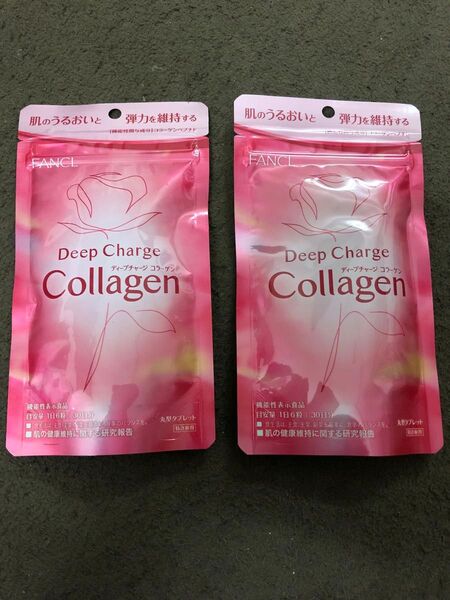 肌のうるおいと 弾力を維持する
[機能性関与成分]コラーゲンペプチド
FANCL
Deep Charge
ディープチャージ コラーゲン
Collagen
機能性表示食品
目安量 1日6粒 (30日分)
丸型タブレット
■肌の健康維持に関する研究報告
肌のうるおいと 弾力を維持する
FANCL
Deep Charge
ディープチャージ コラーゲン
Collagen
機能性表示食品
目安量 1日6粒 (30日分)
丸型タブレット
■肌の健康維持に関する研究報告